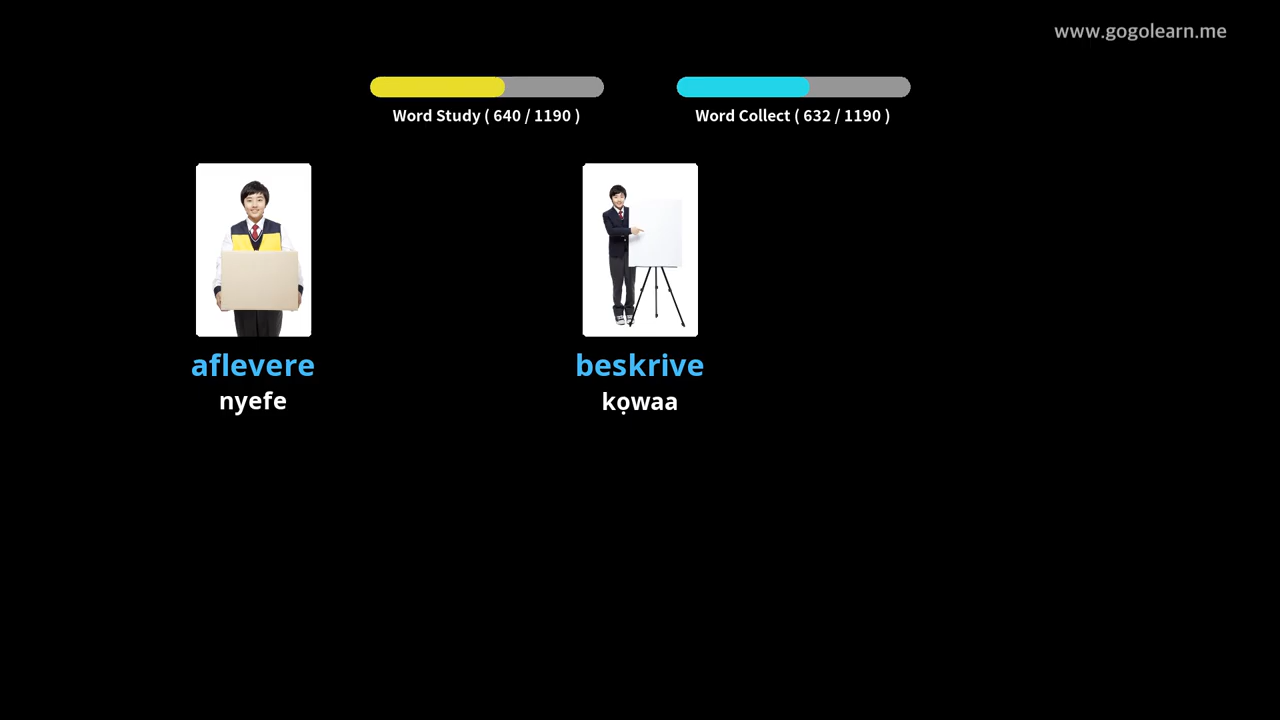 www.gogolearn.me
Word Study ( 640 / 1190 )
Word Collect ( 632 / 1190 )
aflevere
nyefe
beskrive
kọwaa